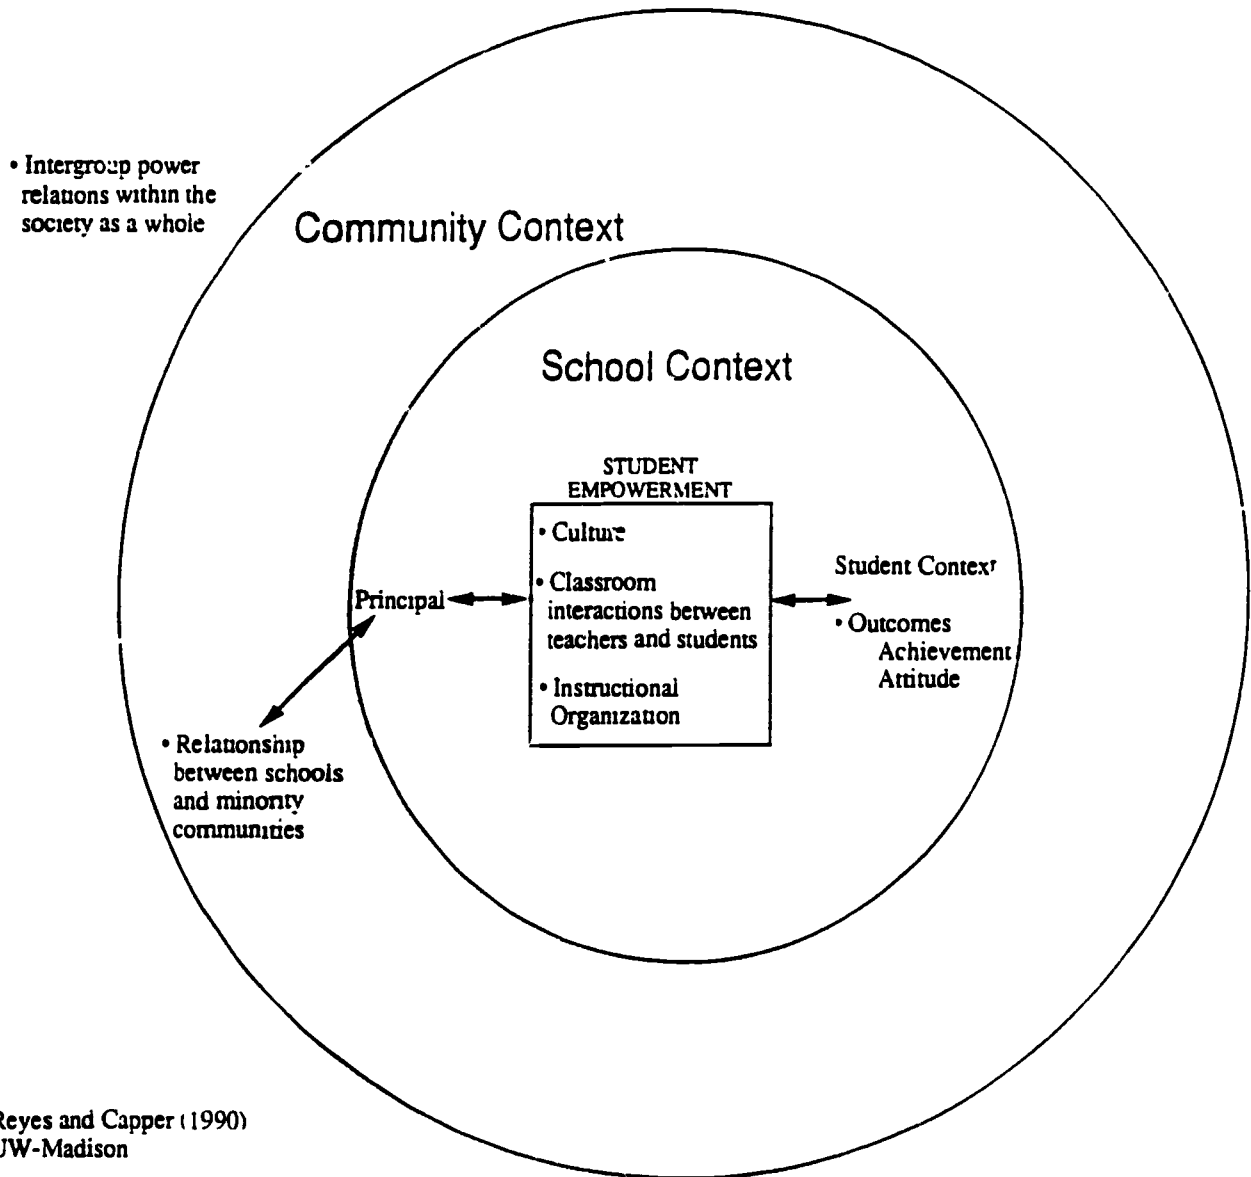 • Intergroup power
relations within the
society as a whole
Community Context
School Context
STUDENT
EMPOWERMENT
• Culture
• Classroom
interactions between
teachers and students
• Instructional
Organization
Principal
Student Context
• Outcomes
Achievement
Attitude
• Relationship
between schools
and minority
communities
Reyes and Capper (1990)
UW-Madison